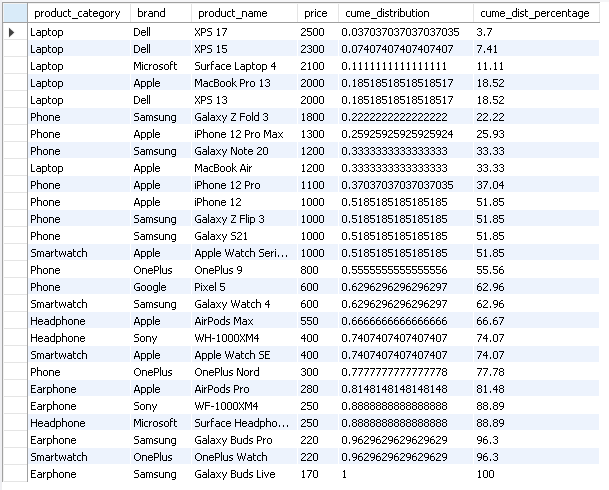 product_category brand product_name price cume_distribution cume_dist_percentage
Laptop Dell XPS 17 2500 0.037037037037037035 3.7
Laptop Dell XPS 15 2300 0.07407407407407407 7.41
Laptop Microsoft Surface Laptop 4 2100 0.1111111111111111 11.11
Laptop Apple MacBook Pro 13 2000 0.18518518518518517 18.52
Laptop Dell XPS 13 2000 0.18518518518518517 18.52
Phone Samsung Galaxy Z Fold 3 1800 0.2222222222222222 22.22
Phone Apple iPhone 12 Pro Max 1300 0.25925925925925924 25.93
Phone Samsung Galaxy Note 20 1200 0.3333333333333333 33.33
Laptop Apple MacBook Air 1200 0.3333333333333333 33.33
Phone Apple iPhone 12 Pro 1100 0.37037037037037035 37.04
Phone Apple iPhone 12 1000 0.5185185185185185 51.85
Phone Samsung Galaxy Z Flip 3 1000 0.5185185185185185 51.85
Phone Samsung Galaxy S21 1000 0.5185185185185185 51.85
Smartwatch Apple Apple Watch Seri... 1000 0.5185185185185185 51.85
Phone OnePlus OnePlus 9 800 0.5555555555555556 55.56
Phone Google Pixel 5 600 0.6296296296296297 62.96
Smartwatch Samsung Galaxy Watch 4 600 0.6296296296296297 62.96
Headphone Apple AirPods Max 550 0.6666666666666666 66.67
Headphone Sony WH-1000XM4 400 0.7407407407407407 74.07
Smartwatch Apple Apple Watch SE 400 0.7407407407407407 74.07
Phone OnePlus OnePlus Nord 300 0.7777777777777778 77.78
Earphone Apple AirPods Pro 280 0.8148148148148148 81.48
Earphone Sony WF-1000XM4 250 0.8888888888888888 88.89
Headphone Microsoft Surface Headpho... 250 0.8888888888888888 88.89
Earphone Samsung Galaxy Buds Pro 220 0.9629629629629629 96.3
Smartwatch OnePlus OnePlus Watch 220 0.9629629629629629 96.3
Earphone Samsung Galaxy Buds Live 170 1 100